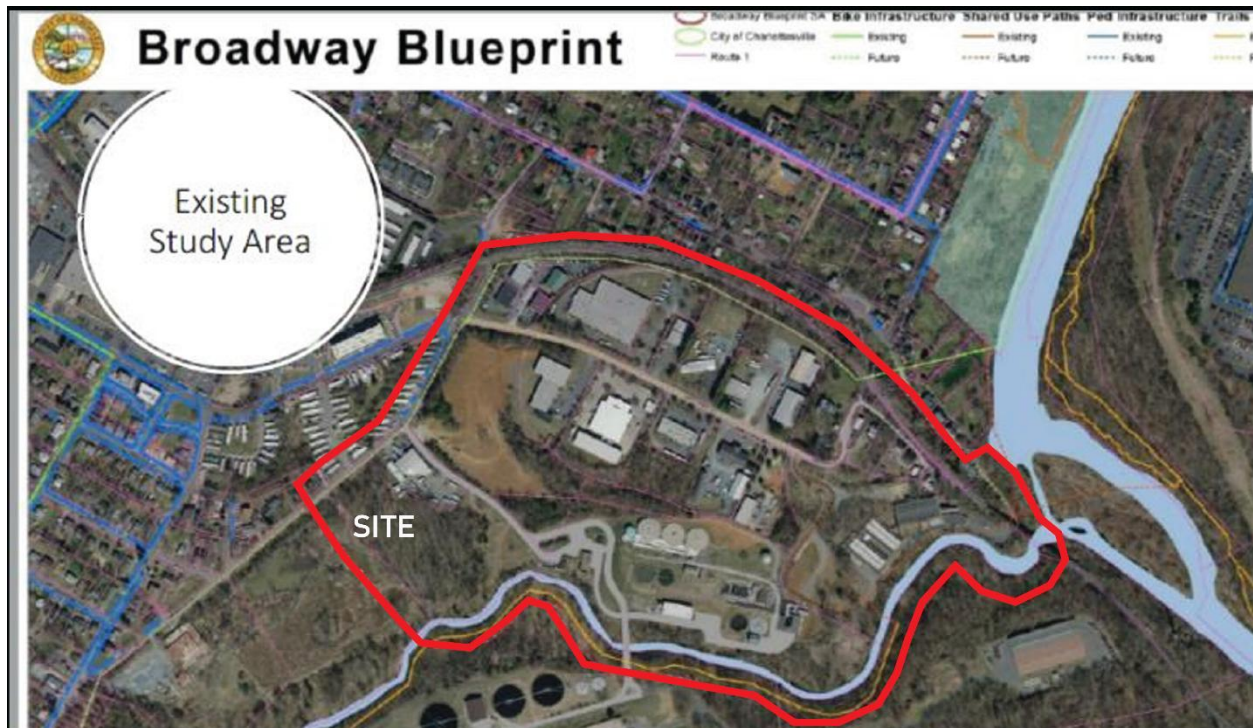 Broadway Blueprint
Broadway Blueprint SA
City of Charlottesville
Route 1
Bike Infrastructure
Existing
Future
Shared Use Paths
Existing
Future
Ped Infrastructure
Existing
Future
Trails
Existing
Study Area
SITE